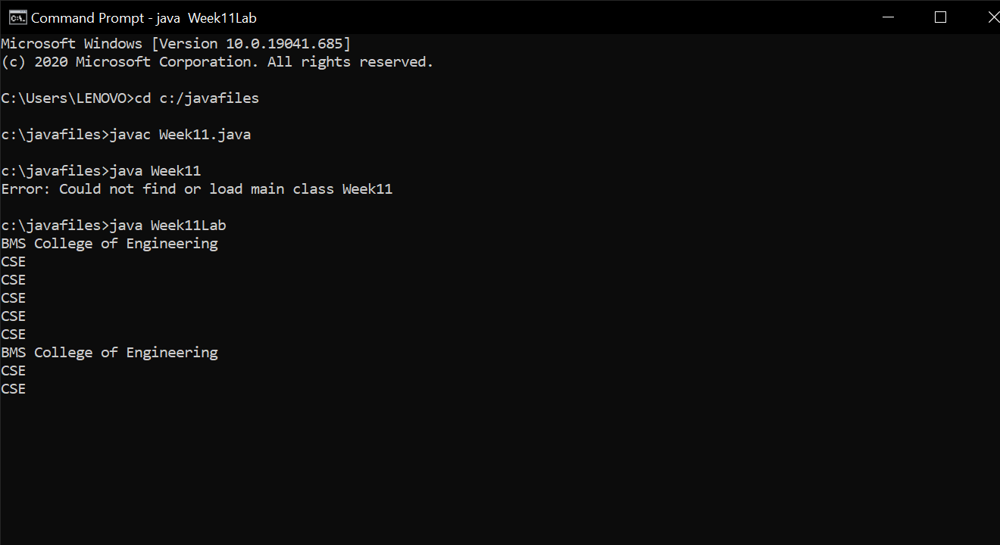 Command Prompt - java  Week11Lab
Microsoft Windows [Version 10.0.19041.685]
(c) 2020 Microsoft Corporation. All rights reserved.
C:\Users\LENOVO>cd c:/javafiles
c:\javafiles>javac Week11.java
c:\javafiles>java Week11
Error: Could not find or load main class Week11
c:\javafiles>java Week11Lab
BMS College of Engineering
CSE
CSE
CSE
CSE
CSE
BMS College of Engineering
CSE
CSE